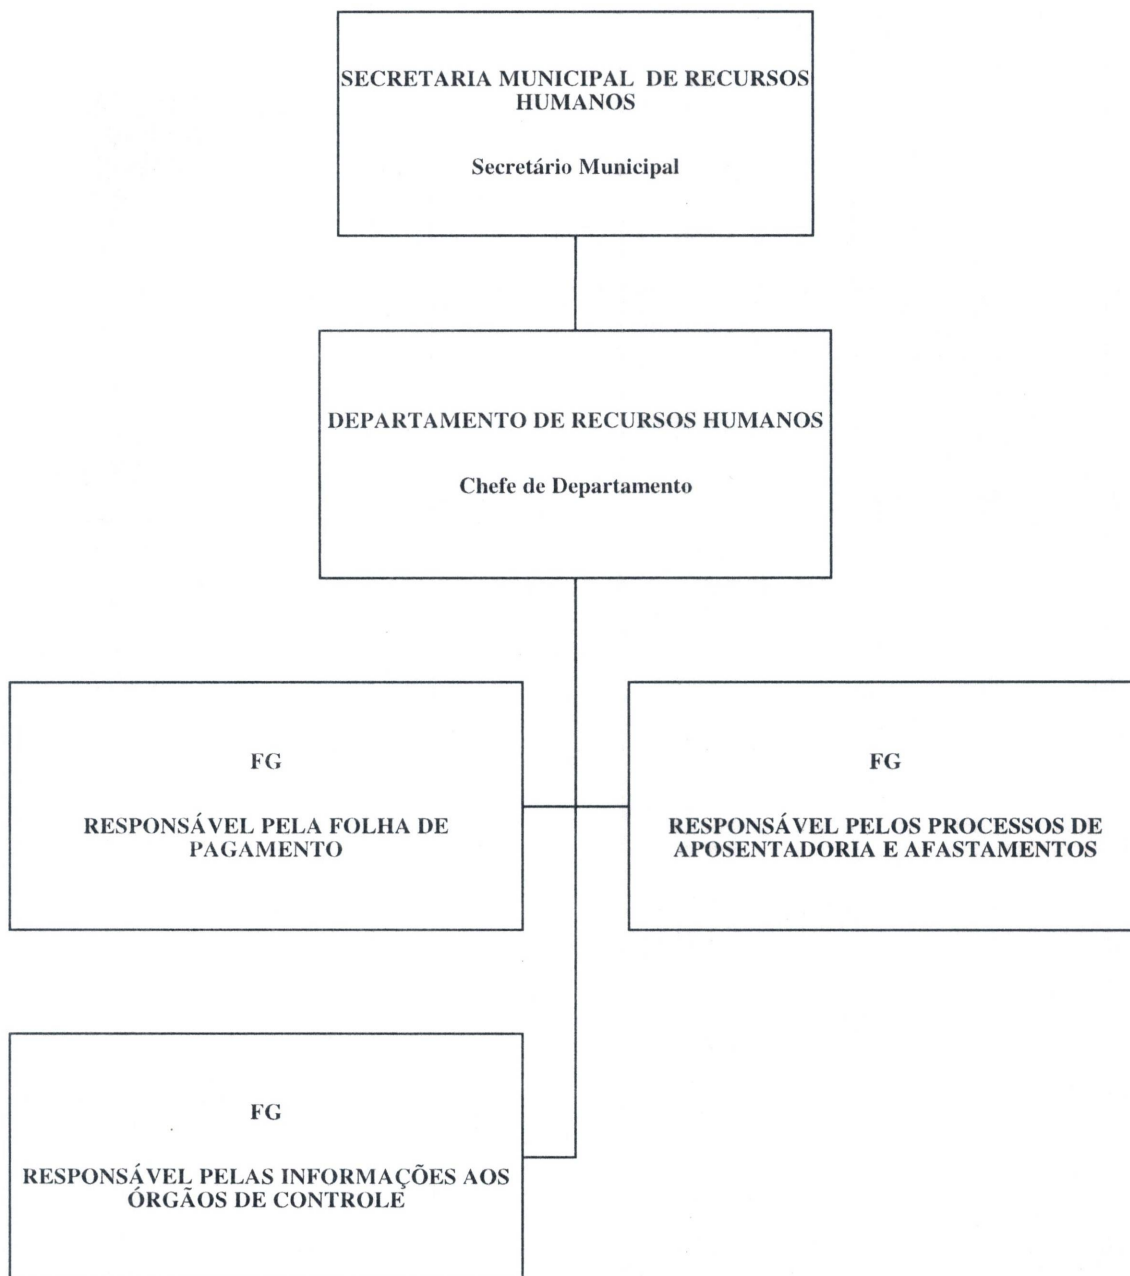 SECRETARIA MUNICIPAL DE RECURSOS
HUMANOS
Secretário Municipal
DEPARTAMENTO DE RECURSOS HUMANOS
Chefe de Departamento
FG
RESPONSÁVEL PELA FOLHA DE
PAGAMENTO
FG
RESPONSÁVEL PELOS PROCESSOS DE
APOSENTADORIA E AFASTAMENTOS
FG
RESPONSÁVEL PELAS INFORMAÇÕES AOS
ÓRGÃOS DE CONTROLE